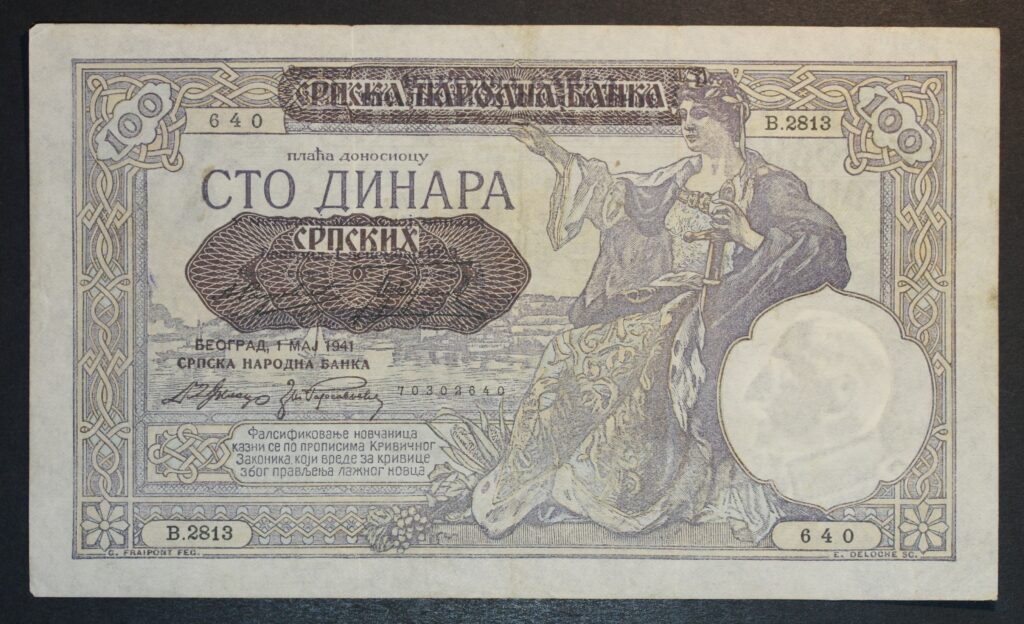 СРПСКА НАРОДНА БАНКА
100
640
В.2813
100
плаћа доносиоцу
СТО ДИНАРА
СРПСКИХ
БЕОГРАД, 1 МАЈ 1941
СРПСКА НАРОДНА БАНКА
70302640
Фалсификовање новчаница
казни се по прописима Кривичног
Законика, који вреде за кривице
због прављења лажног новца
В.2813
640
G. FRAIPONT FEC.
E. DELOCHE SC.